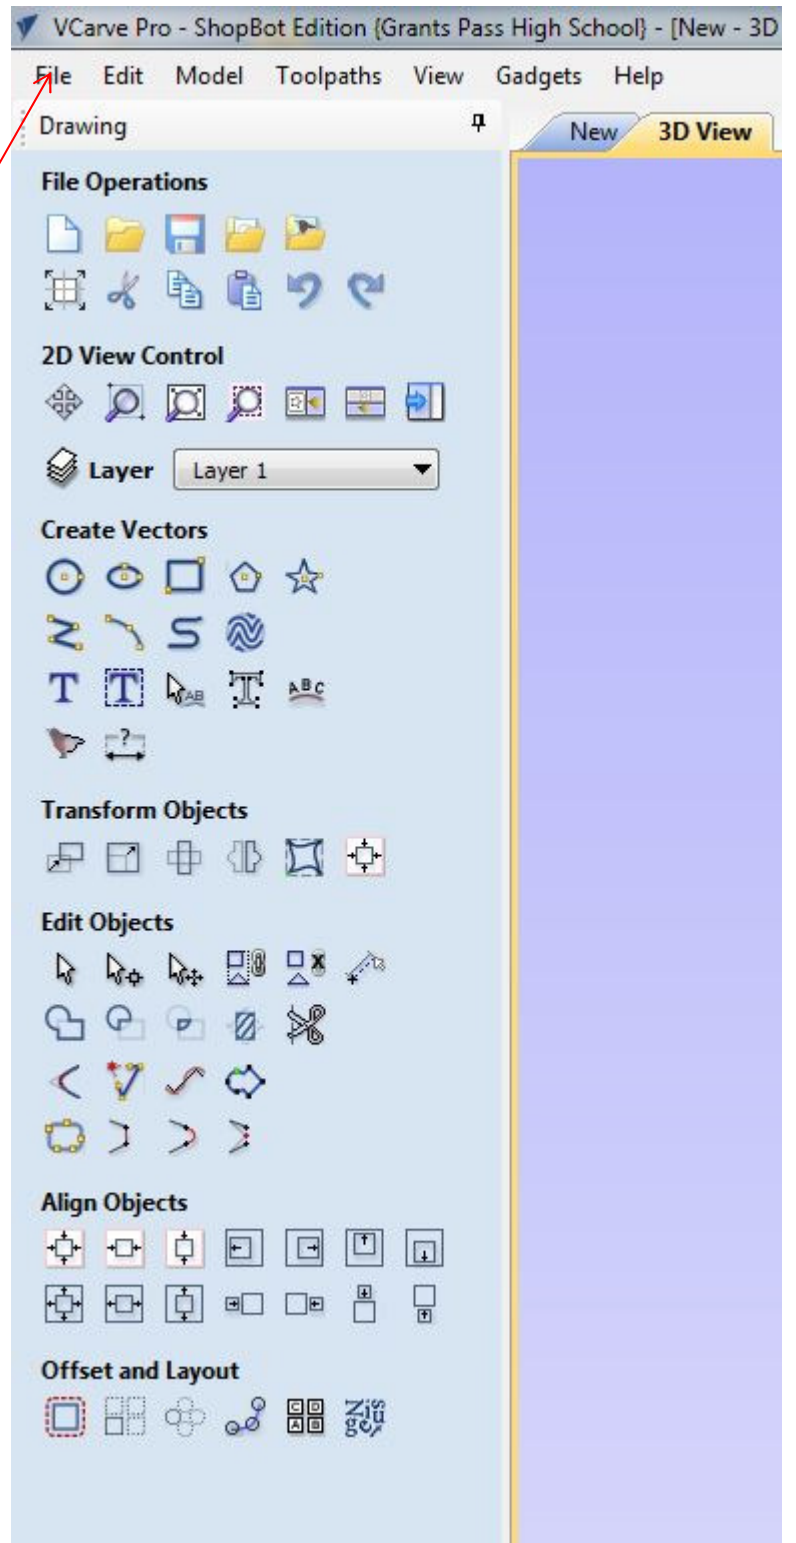 VCarve Pro - ShopBot Edition {Grants Pass High School} - [New - 3D
File Edit Model Toolpaths View Gadgets Help
Drawing
New 3D View
File Operations
2D View Control
Layer Layer 1
Create Vectors
T T AB T ABC
?
Transform Objects
Edit Objects
Align Objects
Offset and Layout
C D
A B